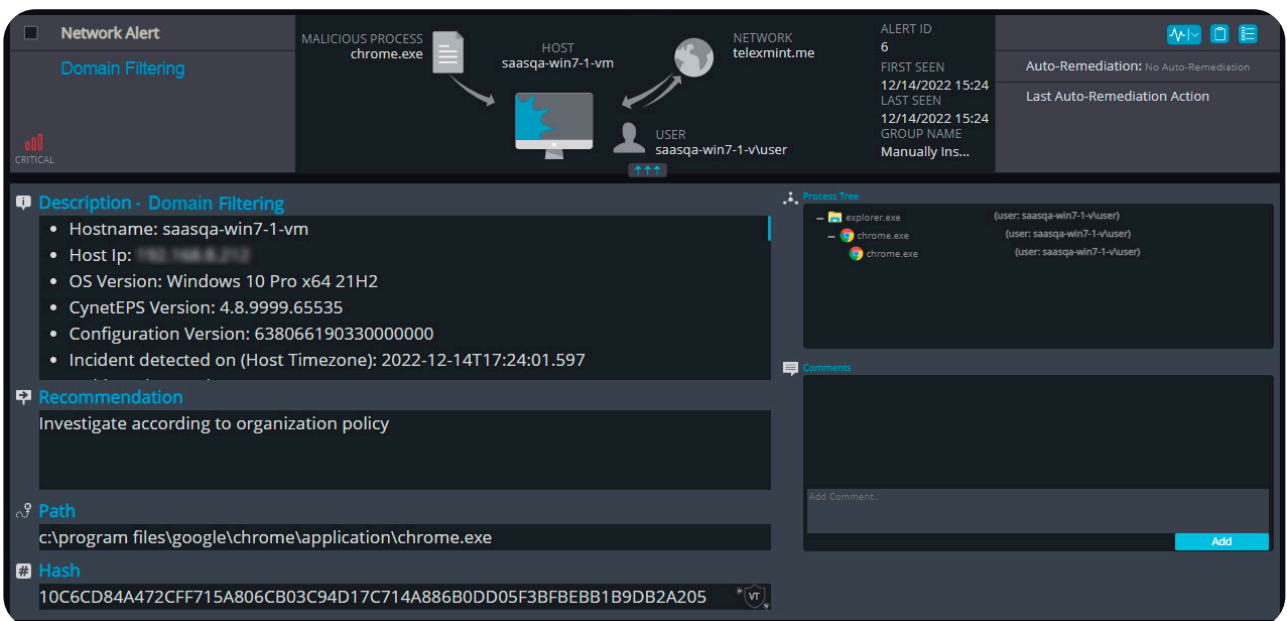 Network Alert
Domain Filtering
CRITICAL
MALICIOUS PROCESS
chrome.exe
HOST
saasqa-win7-1-vm
NETWORK
telexmint.me
USER
saasqa-win7-1-v\user
ALERT ID
6
FIRST SEEN
12/14/2022 15:24
LAST SEEN
12/14/2022 15:24
GROUP NAME
Manually Ins...
Auto-Remediation: No Auto-Remediation
Last Auto-Remediation Action
Description - Domain Filtering
• Hostname: saasqa-win7-1-vm
• Host Ip:
• OS Version: Windows 10 Pro x64 21H2
• CynetEPS Version: 4.8.9999.65535
• Configuration Version: 638066190330000000
• Incident detected on (Host Timezone): 2022-12-14T17:24:01.597
Recommendation
Investigate according to organization policy
Path
c:\program files\google\chrome\application\chrome.exe
# Hash
10C6CD84A472CFF715A806CB03C94D17C714A886B0DD05F3BFBEBB1B9DB2A205
VT
Process Tree
explorer.exe (user: saasqa-win7-1-v\user)
chrome.exe (user: saasqa-win7-1-v\user)
chrome.exe (user: saasqa-win7-1-v\user)
Comments
Add Comment..
Add